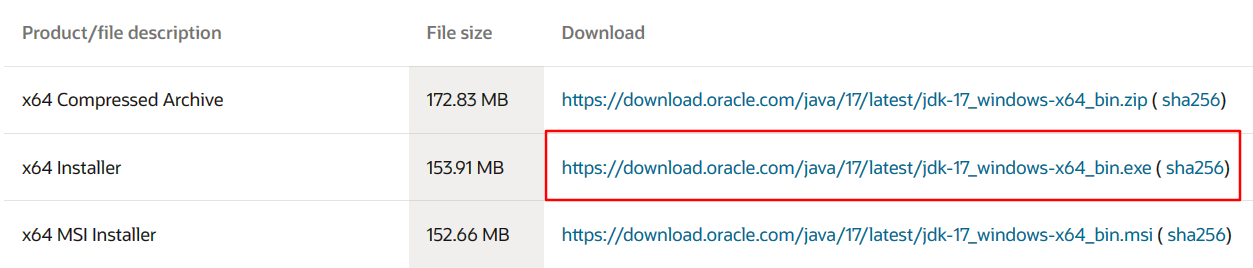 Product/file description File size Download
x64 Compressed Archive 172.83 MB https://download.oracle.com/java/17/latest/jdk-17_windows-x64_bin.zip ( sha256)
x64 Installer 153.91 MB https://download.oracle.com/java/17/latest/jdk-17_windows-x64_bin.exe ( sha256)
x64 MSI Installer 152.66 MB https://download.oracle.com/java/17/latest/jdk-17_windows-x64_bin.msi ( sha256)